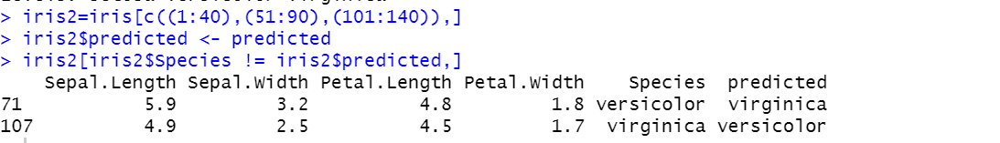 > iris2=iris[c((1:40),(51:90),(101:140)),]
> iris2$predicted <- predicted
> iris2[iris2$Species != iris2$predicted,]
Sepal.Length Sepal.Width Petal.Length Petal.Width Species predicted
71 5.9 3.2 4.8 1.8 versicolor virginica
107 4.9 2.5 4.5 1.7 virginica versicolor